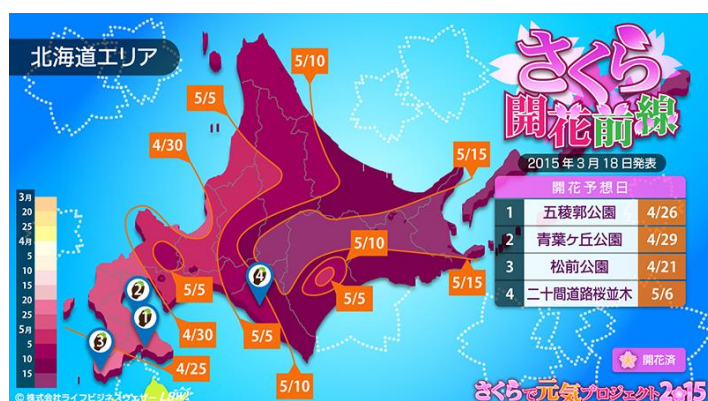 北海道エリア
さくら
開花前線
2015年3月18日発表
開花予想日
1 五稜郭公園 4/26
2 青葉ヶ丘公園 4/29
3 松前公園 4/21
4 二十間道路桜並木 5/6
開花済
5/10
5/5
4/30
5/15
5/10
5/5
5/15
5/5
4/30
5/5
4/25
5/10
4
2
1
3
3月
20
25
4月
5
10
15
20
25
5月
5
10
15
© 株式会社ライフビジネスウェザー LBW
さくらで元気プロジェクト2015